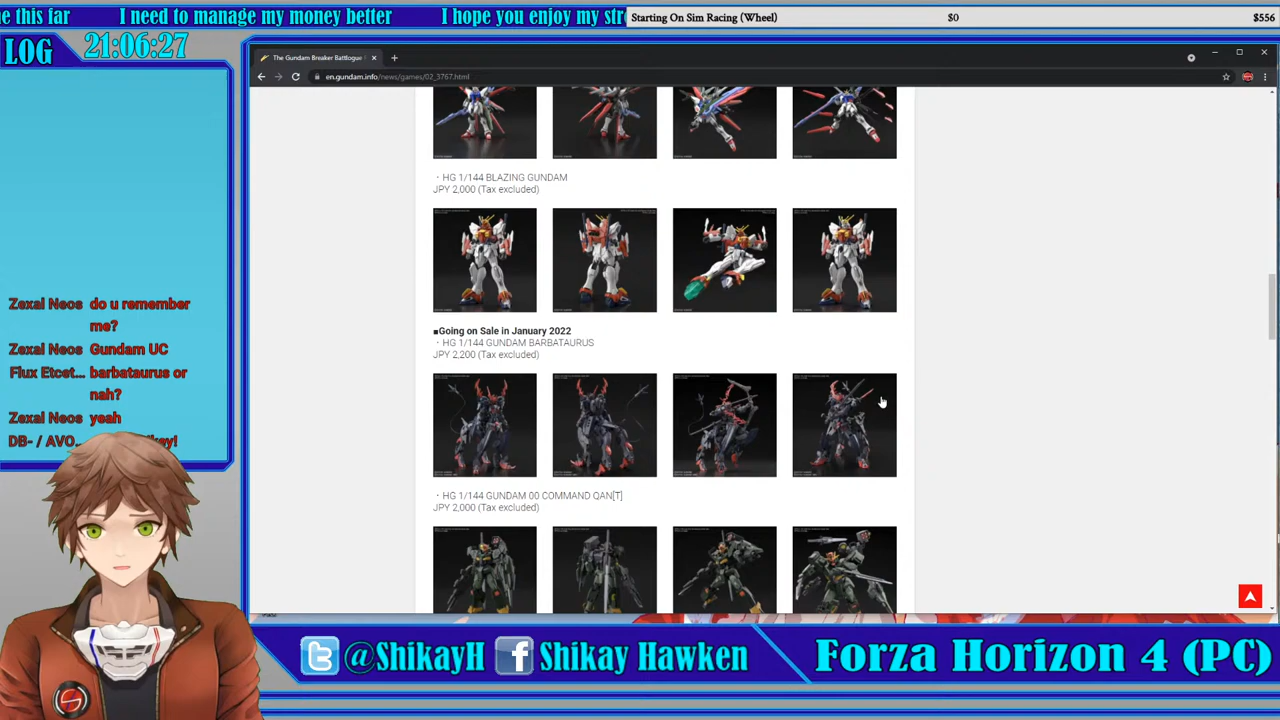 e this far I need to manage my money better I hope you enjoy my str
Starting On Sim Racing (Wheel) $0 $556
LOG 21:06:27
The Gundam Breaker Battlogue
en.gundam.info/news/games/02_3767.html
・HG 1/144 BLAZING GUNDAM
JPY 2,000 (Tax excluded)
■Going on Sale in January 2022
・HG 1/144 GUNDAM BARBATAURUS
JPY 2,200 (Tax excluded)
・HG 1/144 GUNDAM 00 COMMAND QAN[T]
JPY 2,000 (Tax excluded)
Zexal Neos do u remember
me?
Zexal Neos Gundam UC
Flux Etcet... barbataurus or
nah?
Zexal Neos yeah
DB- / AVO...
@ShikayH Shikay Hawken
Forza Horizon 4 (PC)